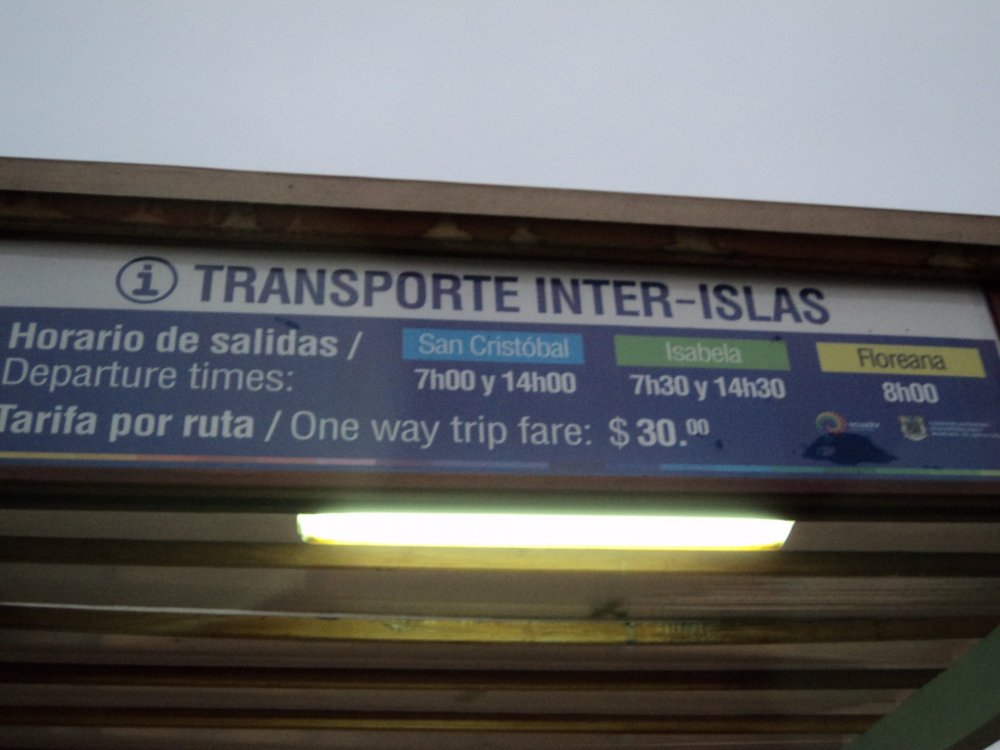 i TRANSPORTE INTER-ISLAS
Horario de salidas / San Cristóbal Isabela Floreana
Departure times: 7h00 y 14h00 7h30 y 14h30 8h00
Tarifa por ruta / One way trip fare: $ 30.00